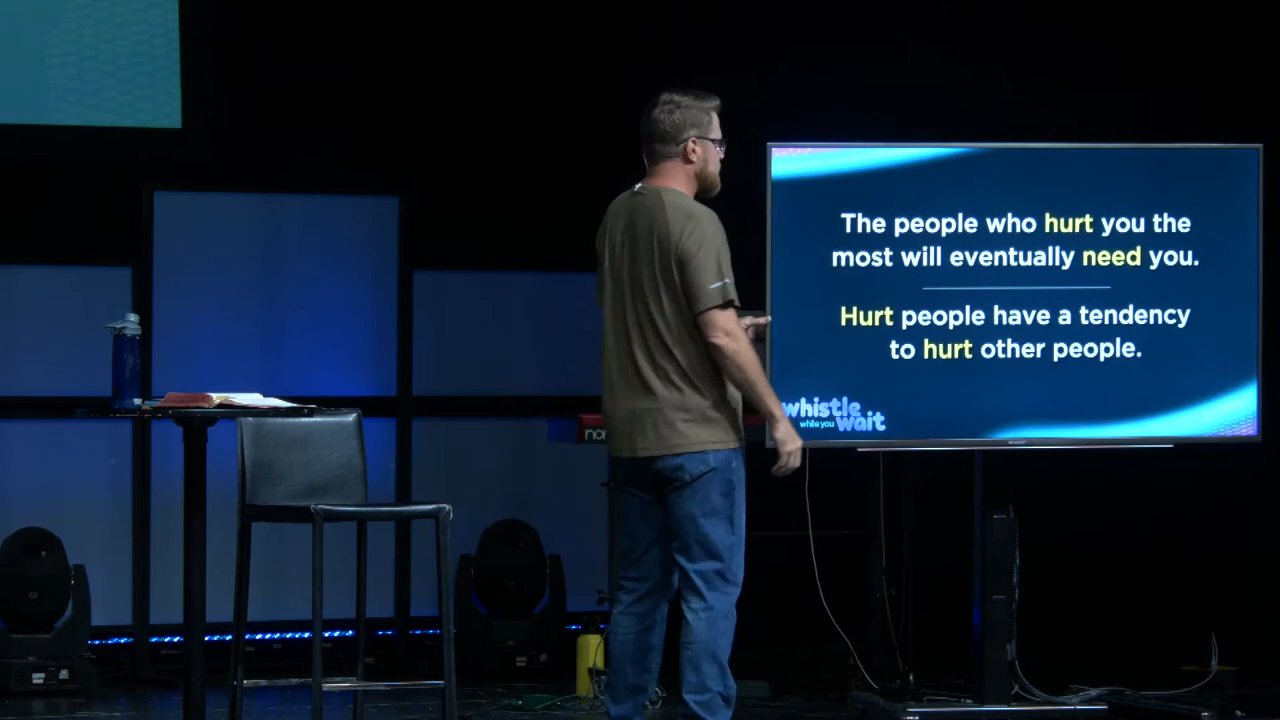 The people who hurt you the
most will eventually need you.
Hurt people have a tendency
to hurt other people.
whistle
while you wait
nor